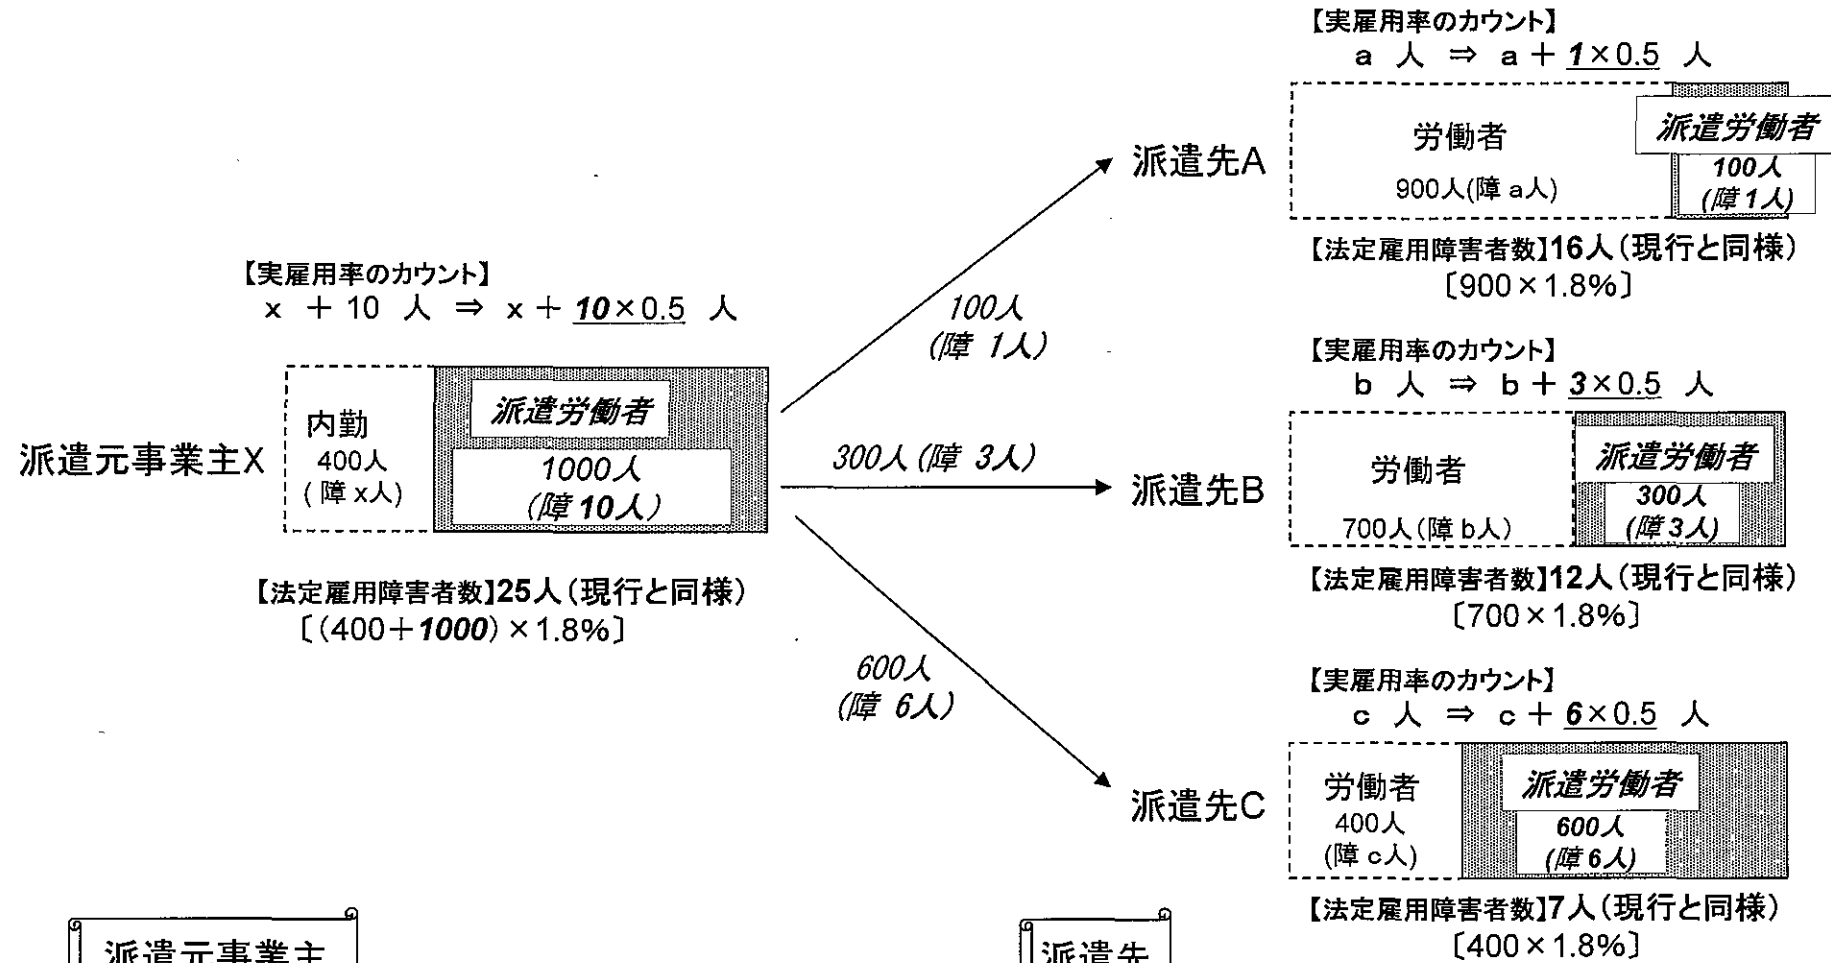 【実雇用率のカウント】
a 人 ⇒ a + 1×0.5 人
労働者
900人(障 a人)
派遣労働者
100人
(障 1人)
派遣先A
【法定雇用障害者数】16人(現行と同様)
〔900×1.8%〕
【実雇用率のカウント】
x + 10 人 ⇒ x + 10×0.5 人
100人
(障 1人)
派遣元事業主X
内勤
400人
(障 x人)
派遣労働者
1000人
(障 10人)
【法定雇用障害者数】25人(現行と同様)
〔(400+1000)×1.8%〕
300人(障 3人)
派遣先B
【実雇用率のカウント】
b 人 ⇒ b + 3×0.5 人
労働者
700人(障 b人)
派遣労働者
300人
(障 3人)
【法定雇用障害者数】12人(現行と同様)
〔700×1.8%〕
600人
(障 6人)
派遣先C
【実雇用率のカウント】
c 人 ⇒ c + 6×0.5 人
労働者
400人
(障 c人)
派遣労働者
600人
(障 6人)
【法定雇用障害者数】7人(現行と同様)
〔400×1.8%〕
派遣元事業主
派遣先